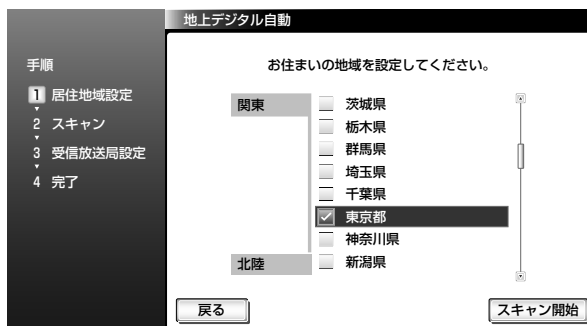 地上デジタル自動
手順
1 居住地域設定
2 スキャン
3 受信放送局設定
4 完了
お住まいの地域を設定してください。
関東
茨城県
栃木県
群馬県
埼玉県
千葉県
東京都
神奈川県
北陸
新潟県
戻る
スキャン開始